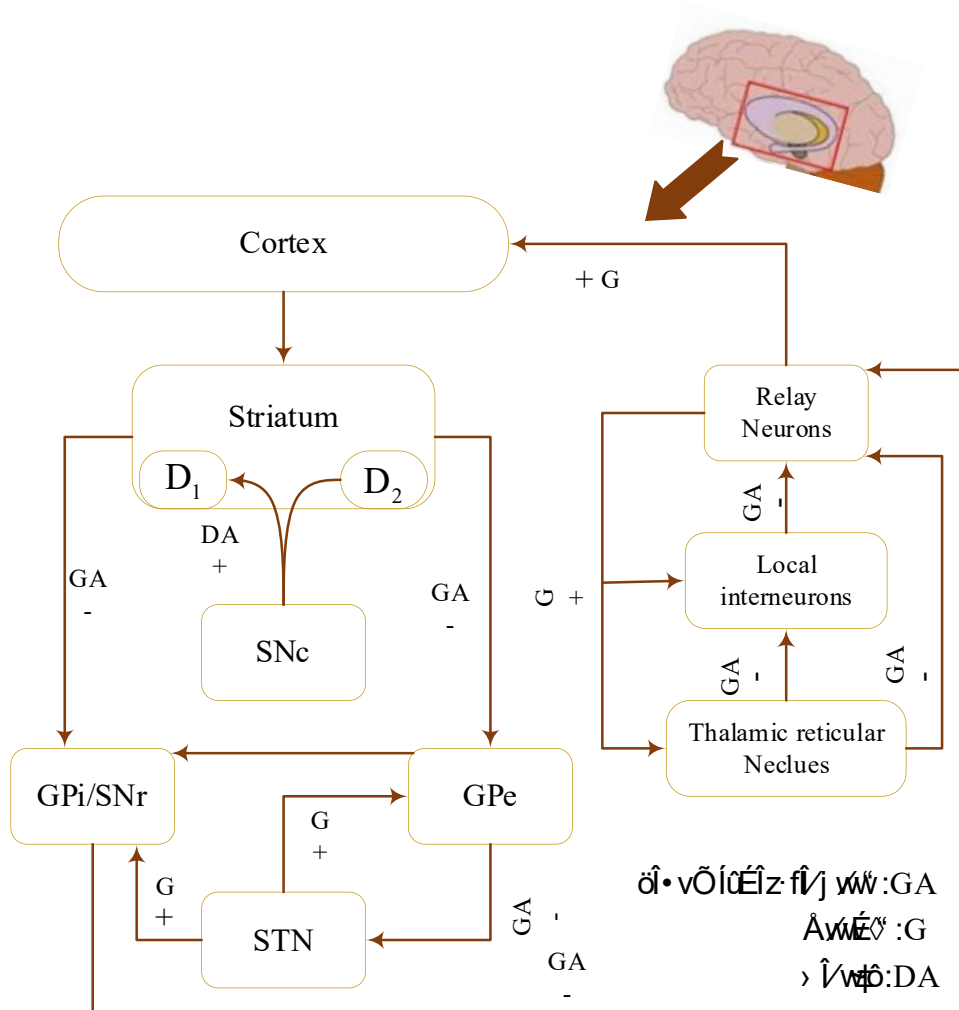 Cortex
+ G
Striatum
D1
D2
DA
+
GA
-
GA
-
SNc
GPi/SNr
GPe
G
+
G
+
STN
GA
-
GA
-
Relay
Neurons
GA
-
Local
interneurons
G
+
GA
-
GA
-
Thalamic reticular
Neclues
:GA
:G
:DA